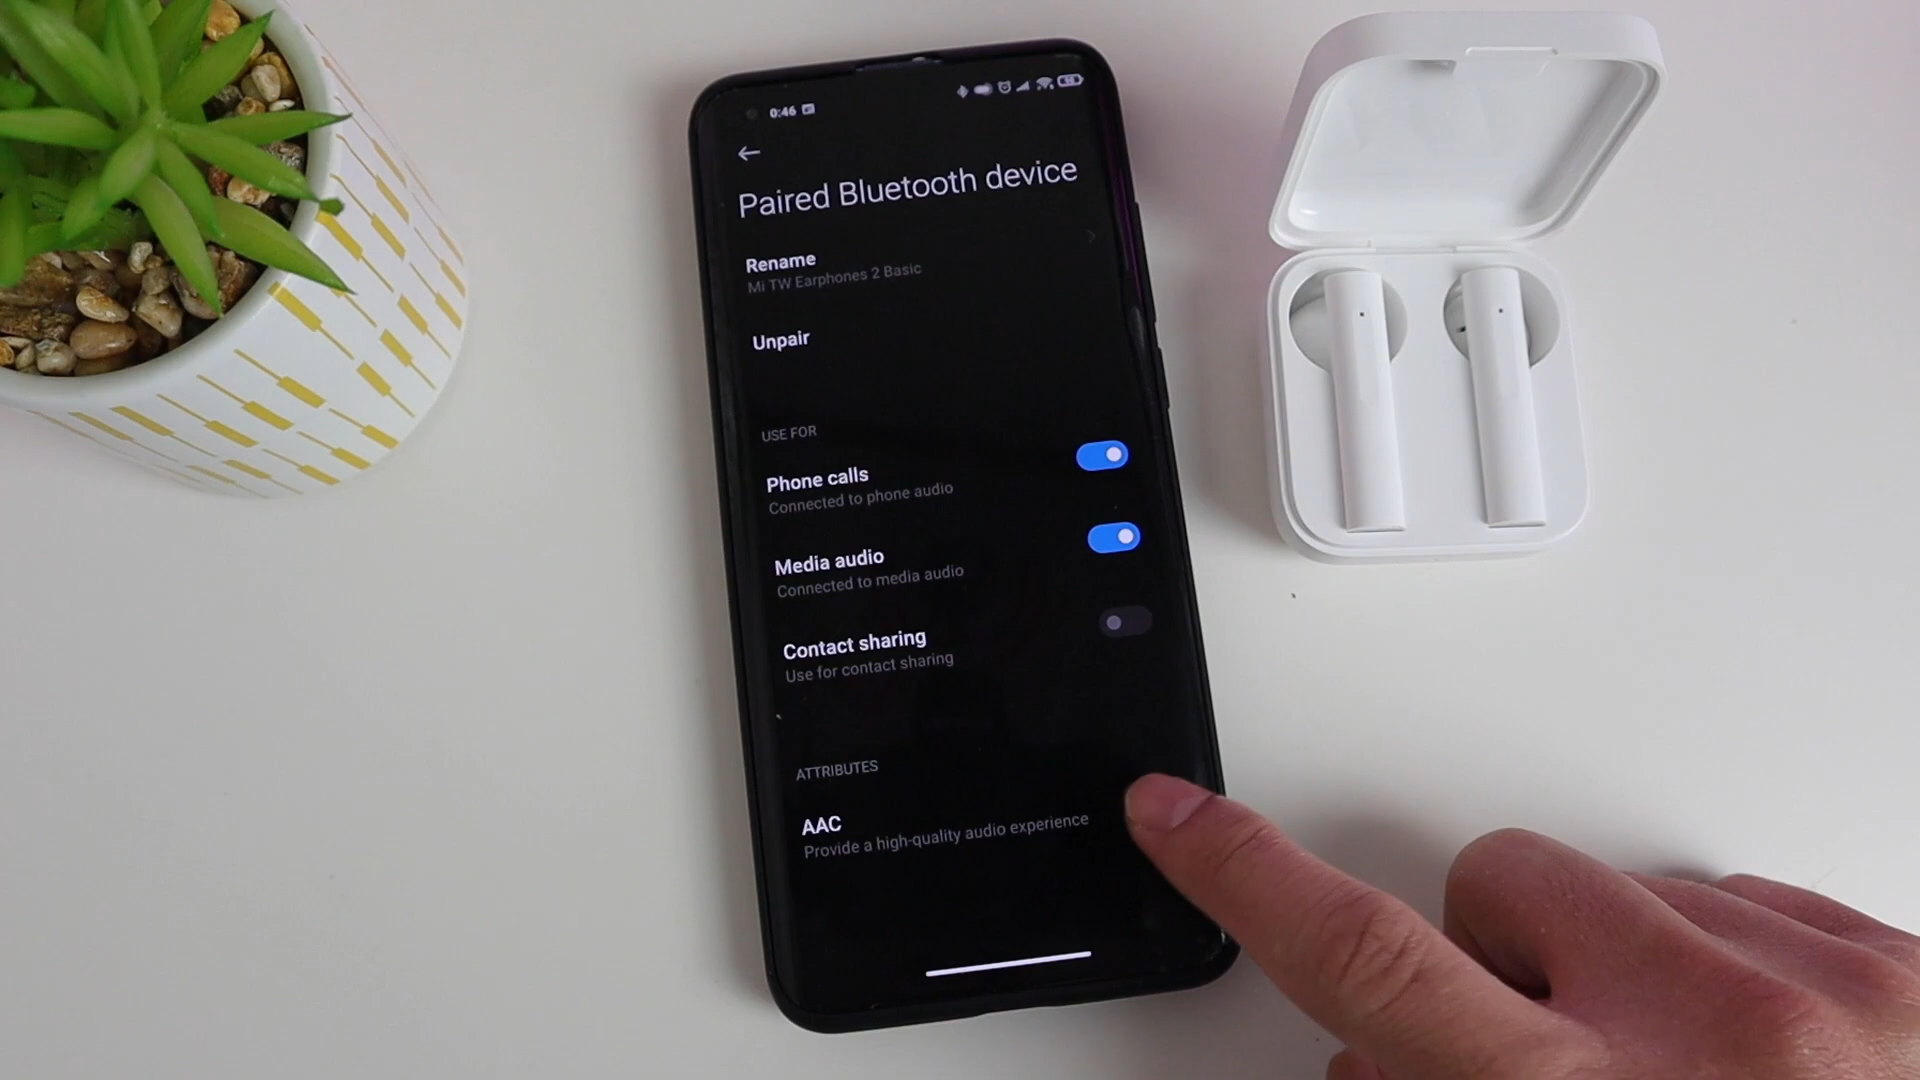 0:46
Paired Bluetooth device
Rename
Mi TW Earphones 2 Basic
Unpair
USE FOR
Phone calls
Connected to phone audio
Media audio
Connected to media audio
Contact sharing
Use for contact sharing
ATTRIBUTES
AAC
Provide a high-quality audio experience